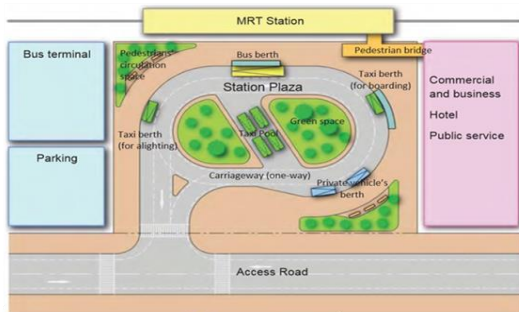 MRT Station
Bus terminal
Pedestrians
circulation
space
Bus berth
Pedestrian bridge
Taxi berth
(for boarding)
Commercial
and business
Hotel
Public service
Station Plaza
Green space
Taxi berth
(for alighting)
Taxi Pool
Parking
Carriageway (one-way)
Private vehicle's
berth
Access Road